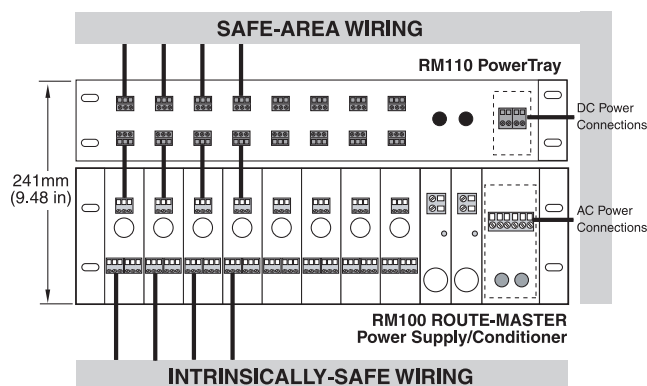 SAFE-AREA WIRING
RM110 PowerTray
DC Power
Connections
241mm
(9.48 in)
AC Power
Connections
RM100 ROUTE-MASTER
Power Supply/Conditioner
INTRINSICALLY-SAFE WIRING